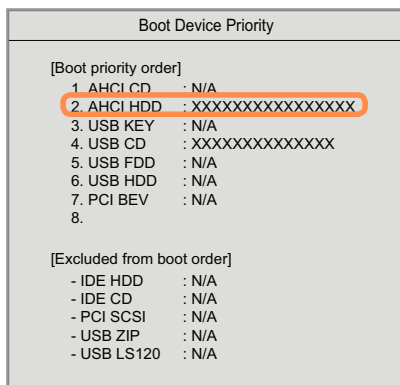 Boot Device Priority
[Boot priority order]
1. AHCI CD : N/A
2. AHCI HDD : XXXXXXXXXXXXXXXX
3. USB KEY : N/A
4. USB CD : XXXXXXXXXXXXXX
5. USB FDD : N/A
6. USB HDD : N/A
7. PCI BEV : N/A
8.
[Excluded from boot order]
- IDE HDD : N/A
- IDE CD : N/A
- PCI SCSI : N/A
- USB ZIP : N/A
- USB LS120 : N/A